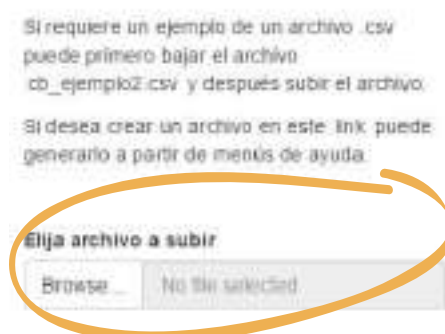 Si requiere un ejemplo de un archivo .csv
puede primero bajar el archivo
cb_ejemplo2.csv y después subir el archivo.
Si desea crear un archivo en este link puede
generarlo a partir de menús de ayuda.
Elija archivo a subir
Browse... No file selected